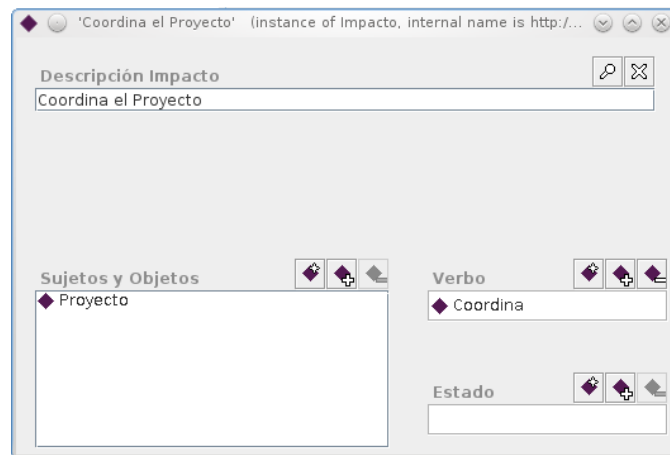 'Coordina el Proyecto' (instance of Impacto, internal name is http:/...
Descripción Impacto
Coordina el Proyecto
Sujetos y Objetos
Proyecto
Verbo
Coordina
Estado